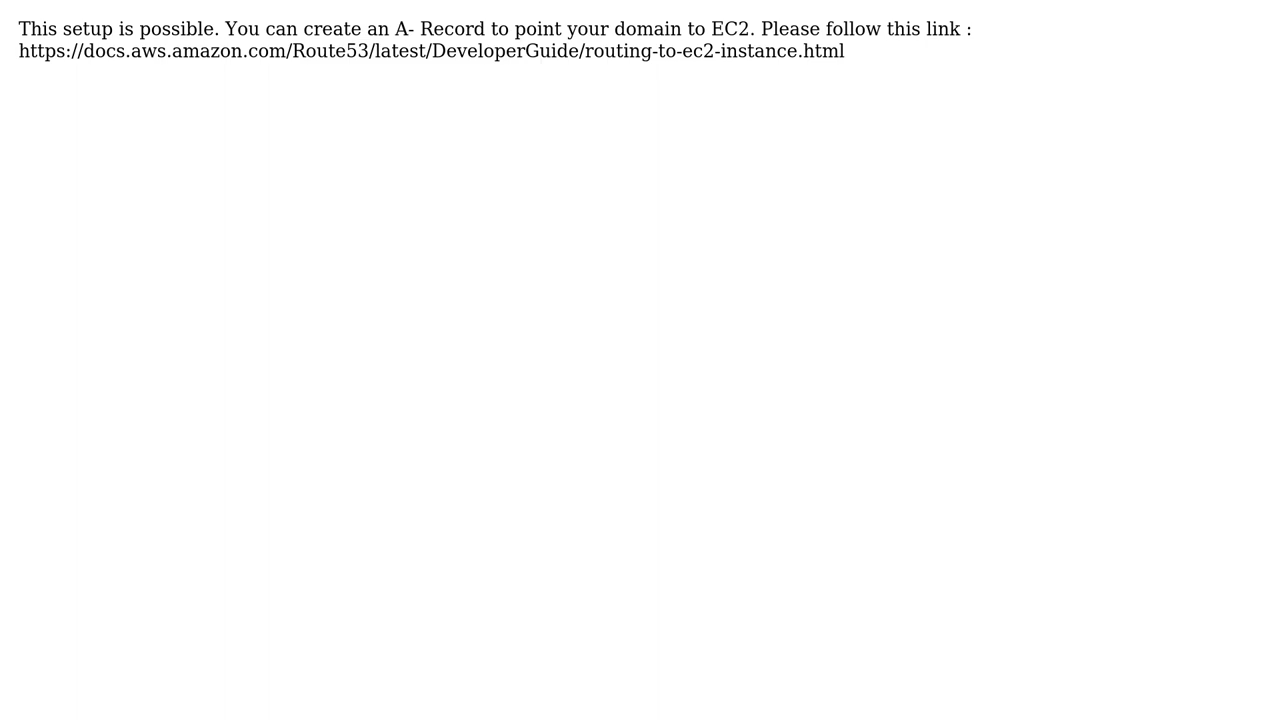 This setup is possible. You can create an A- Record to point your domain to EC2. Please follow this link :
https://docs.aws.amazon.com/Route53/latest/DeveloperGuide/routing-to-ec2-instance.html